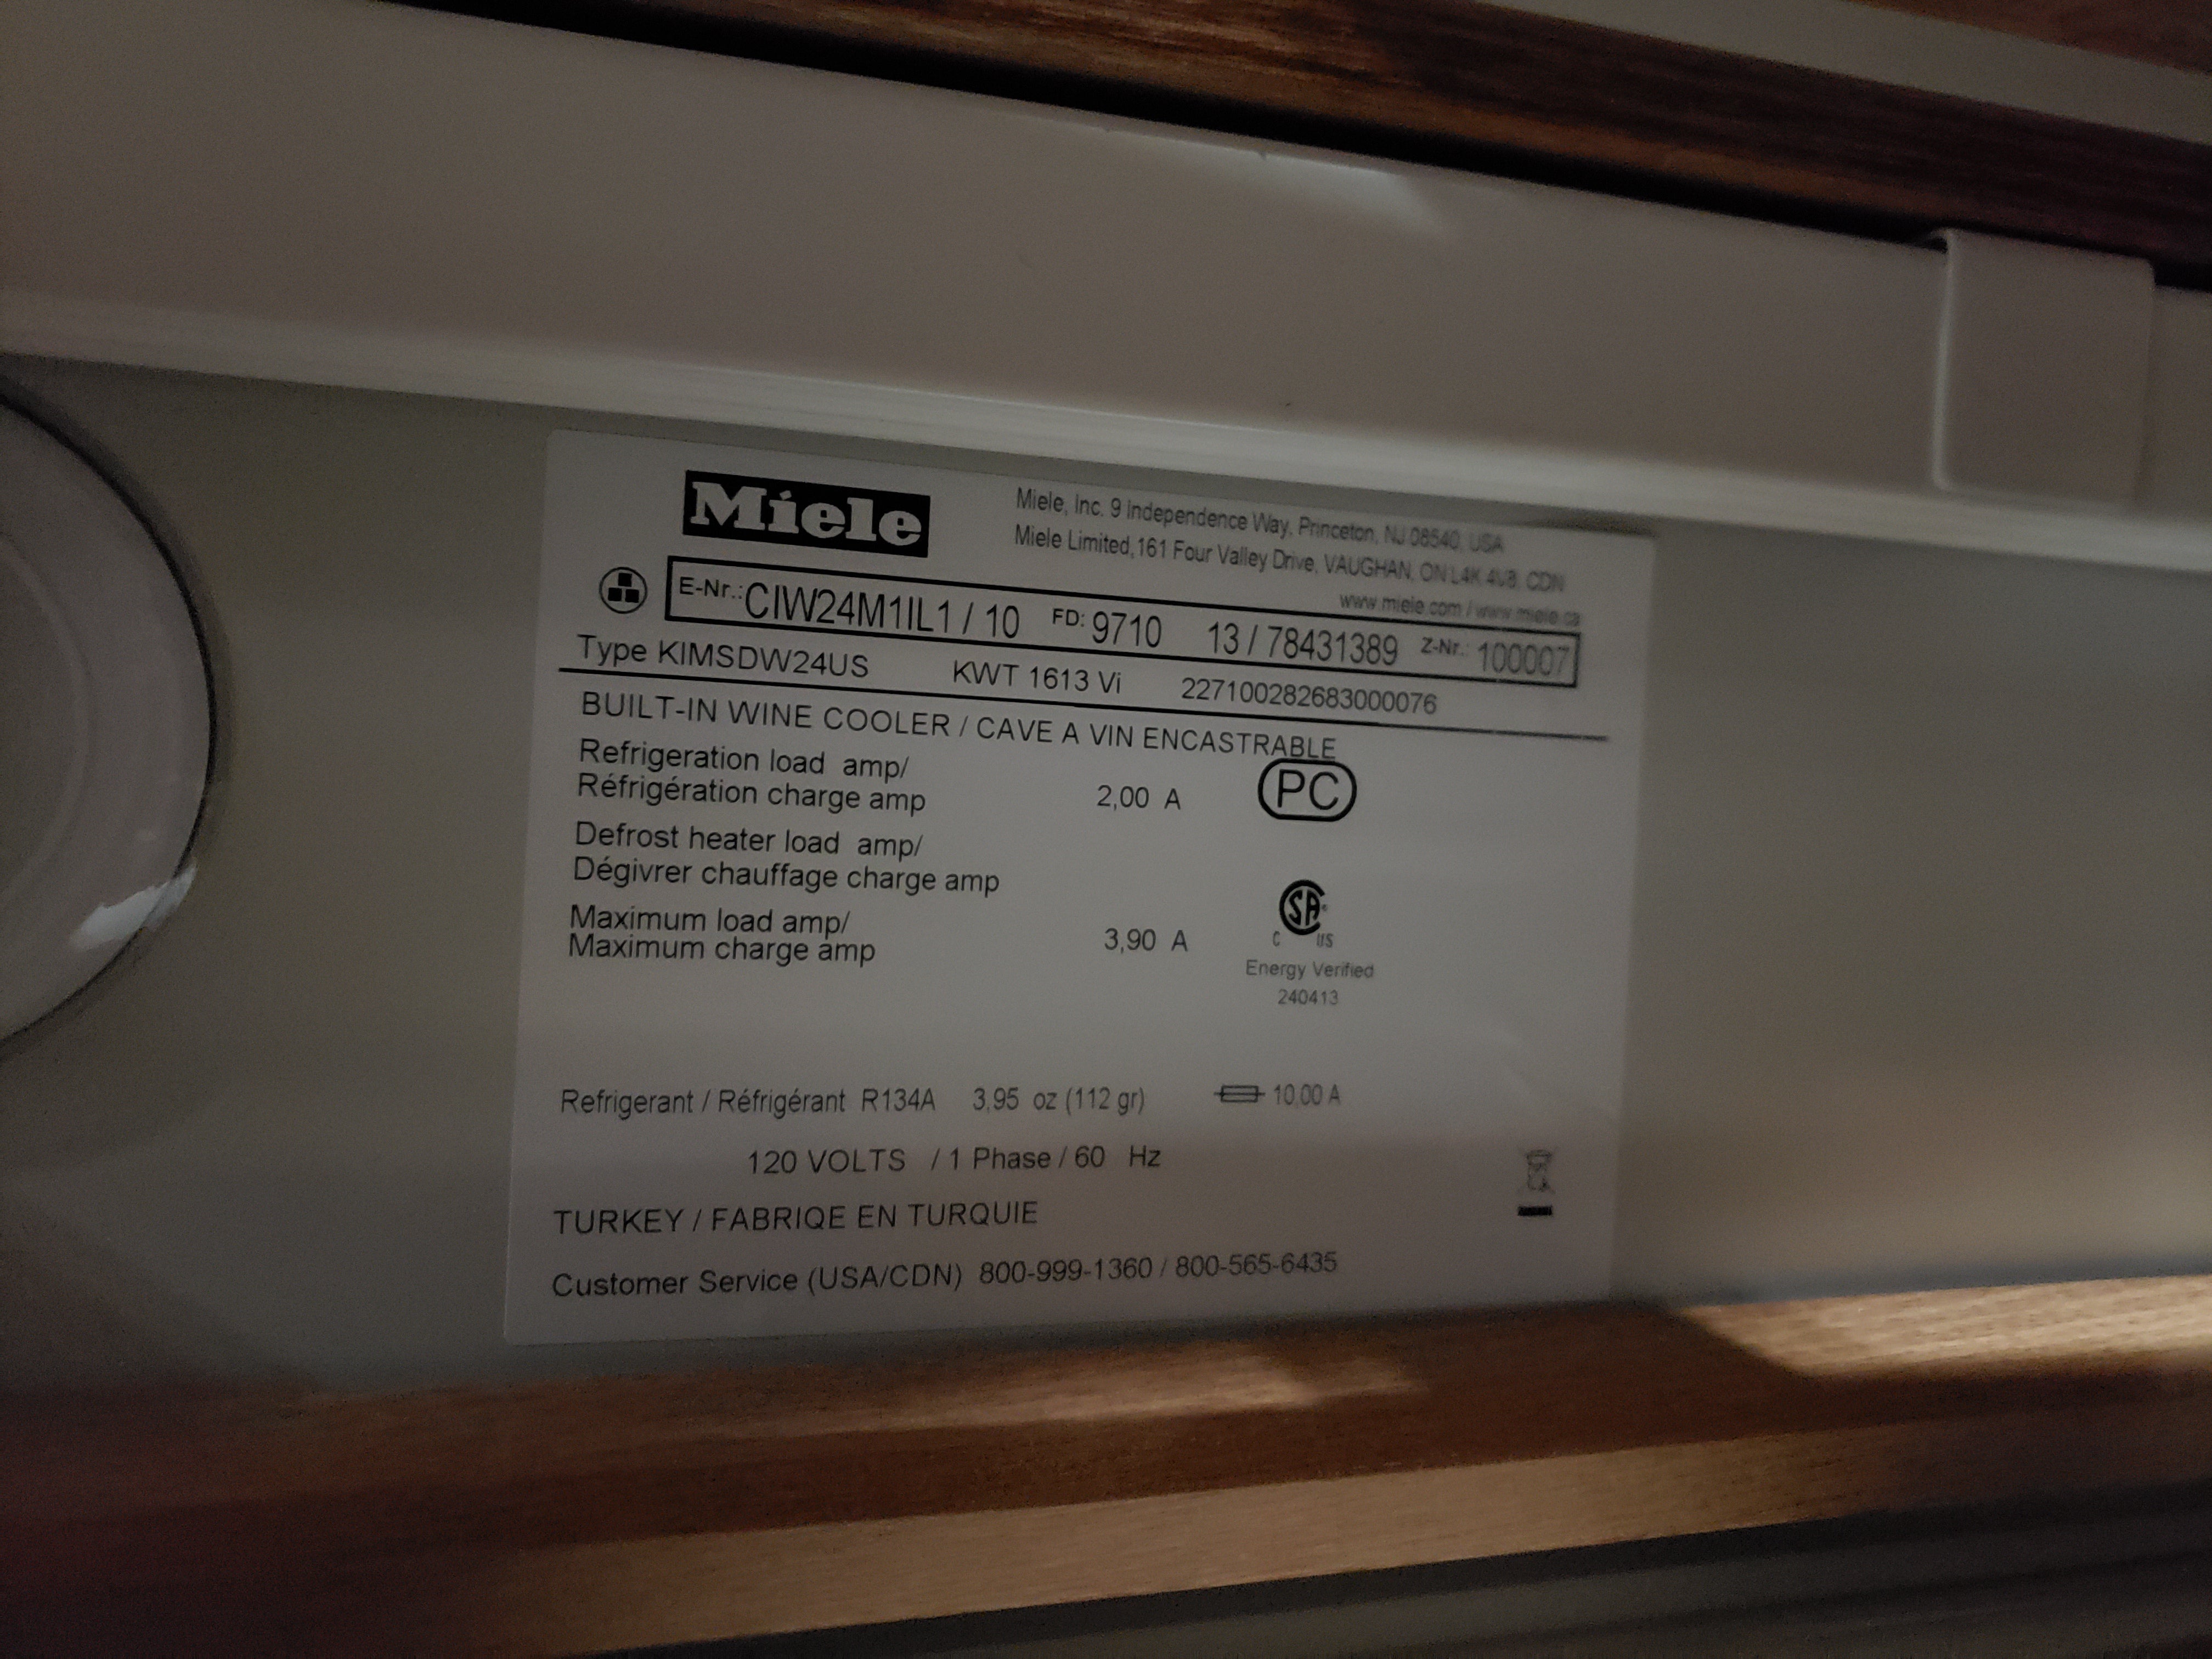 Miele
Miele, Inc. 9 Independence Way, Princeton, NJ 08540, USA
Miele Limited,161 Four Valley Drive, VAUGHAN, ON L4K 4V8, CDN
www.miele.com / www.miele.ca
E-Nr.: CIW24M1IL1 / 10 FD: 9710 13 / 78431389 Z-Nr.: 100007
Type KIMSDW24US KWT 1613 Vi 227100282683000076
BUILT-IN WINE COOLER / CAVE A VIN ENCASTRABLE
Refrigeration load amp/
Réfrigération charge amp 2,00 A
PC
Defrost heater load amp/
Dégivrer chauffage charge amp
Maximum load amp/
Maximum charge amp 3,90 A
SA
C US
Energy Verified
240413
Refrigerant / Réfrigérant R134A 3,95 oz (112 gr) 10,00 A
120 VOLTS / 1 Phase / 60 Hz
TURKEY / FABRIQE EN TURQUIE
Customer Service (USA/CDN) 800-999-1360 / 800-565-6435